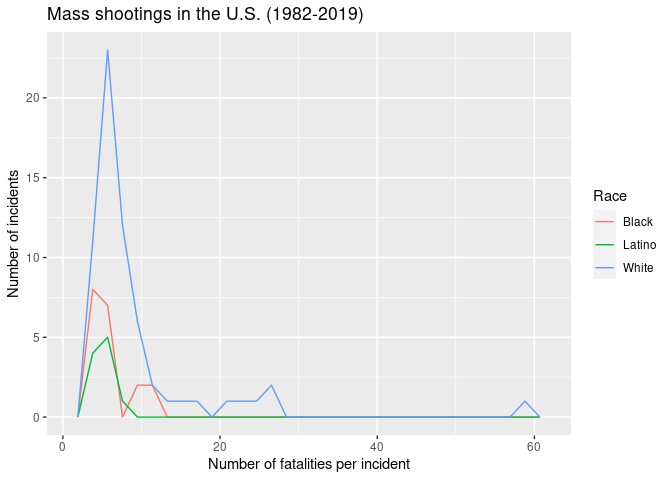 Mass shootings in the U.S. (1982-2019)
Number of incidents
20
15
10
5
0
0 20 40 60
Number of fatalities per incident
Race
Black
Latino
White